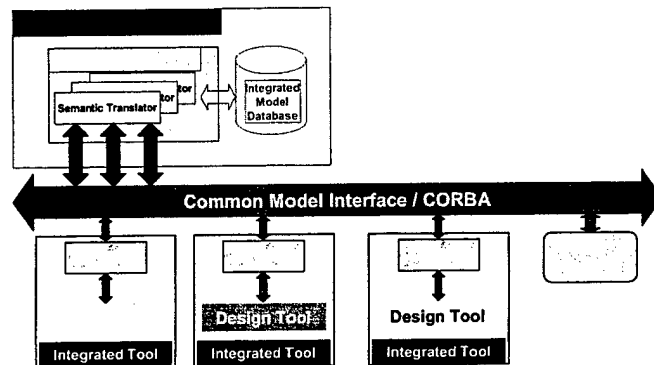 tor
tor
Semantic Translator
Integrated
Model
Database
Common Model Interface / CORBA
Design Tool
Design Tool
Integrated Tool
Integrated Tool
Integrated Tool